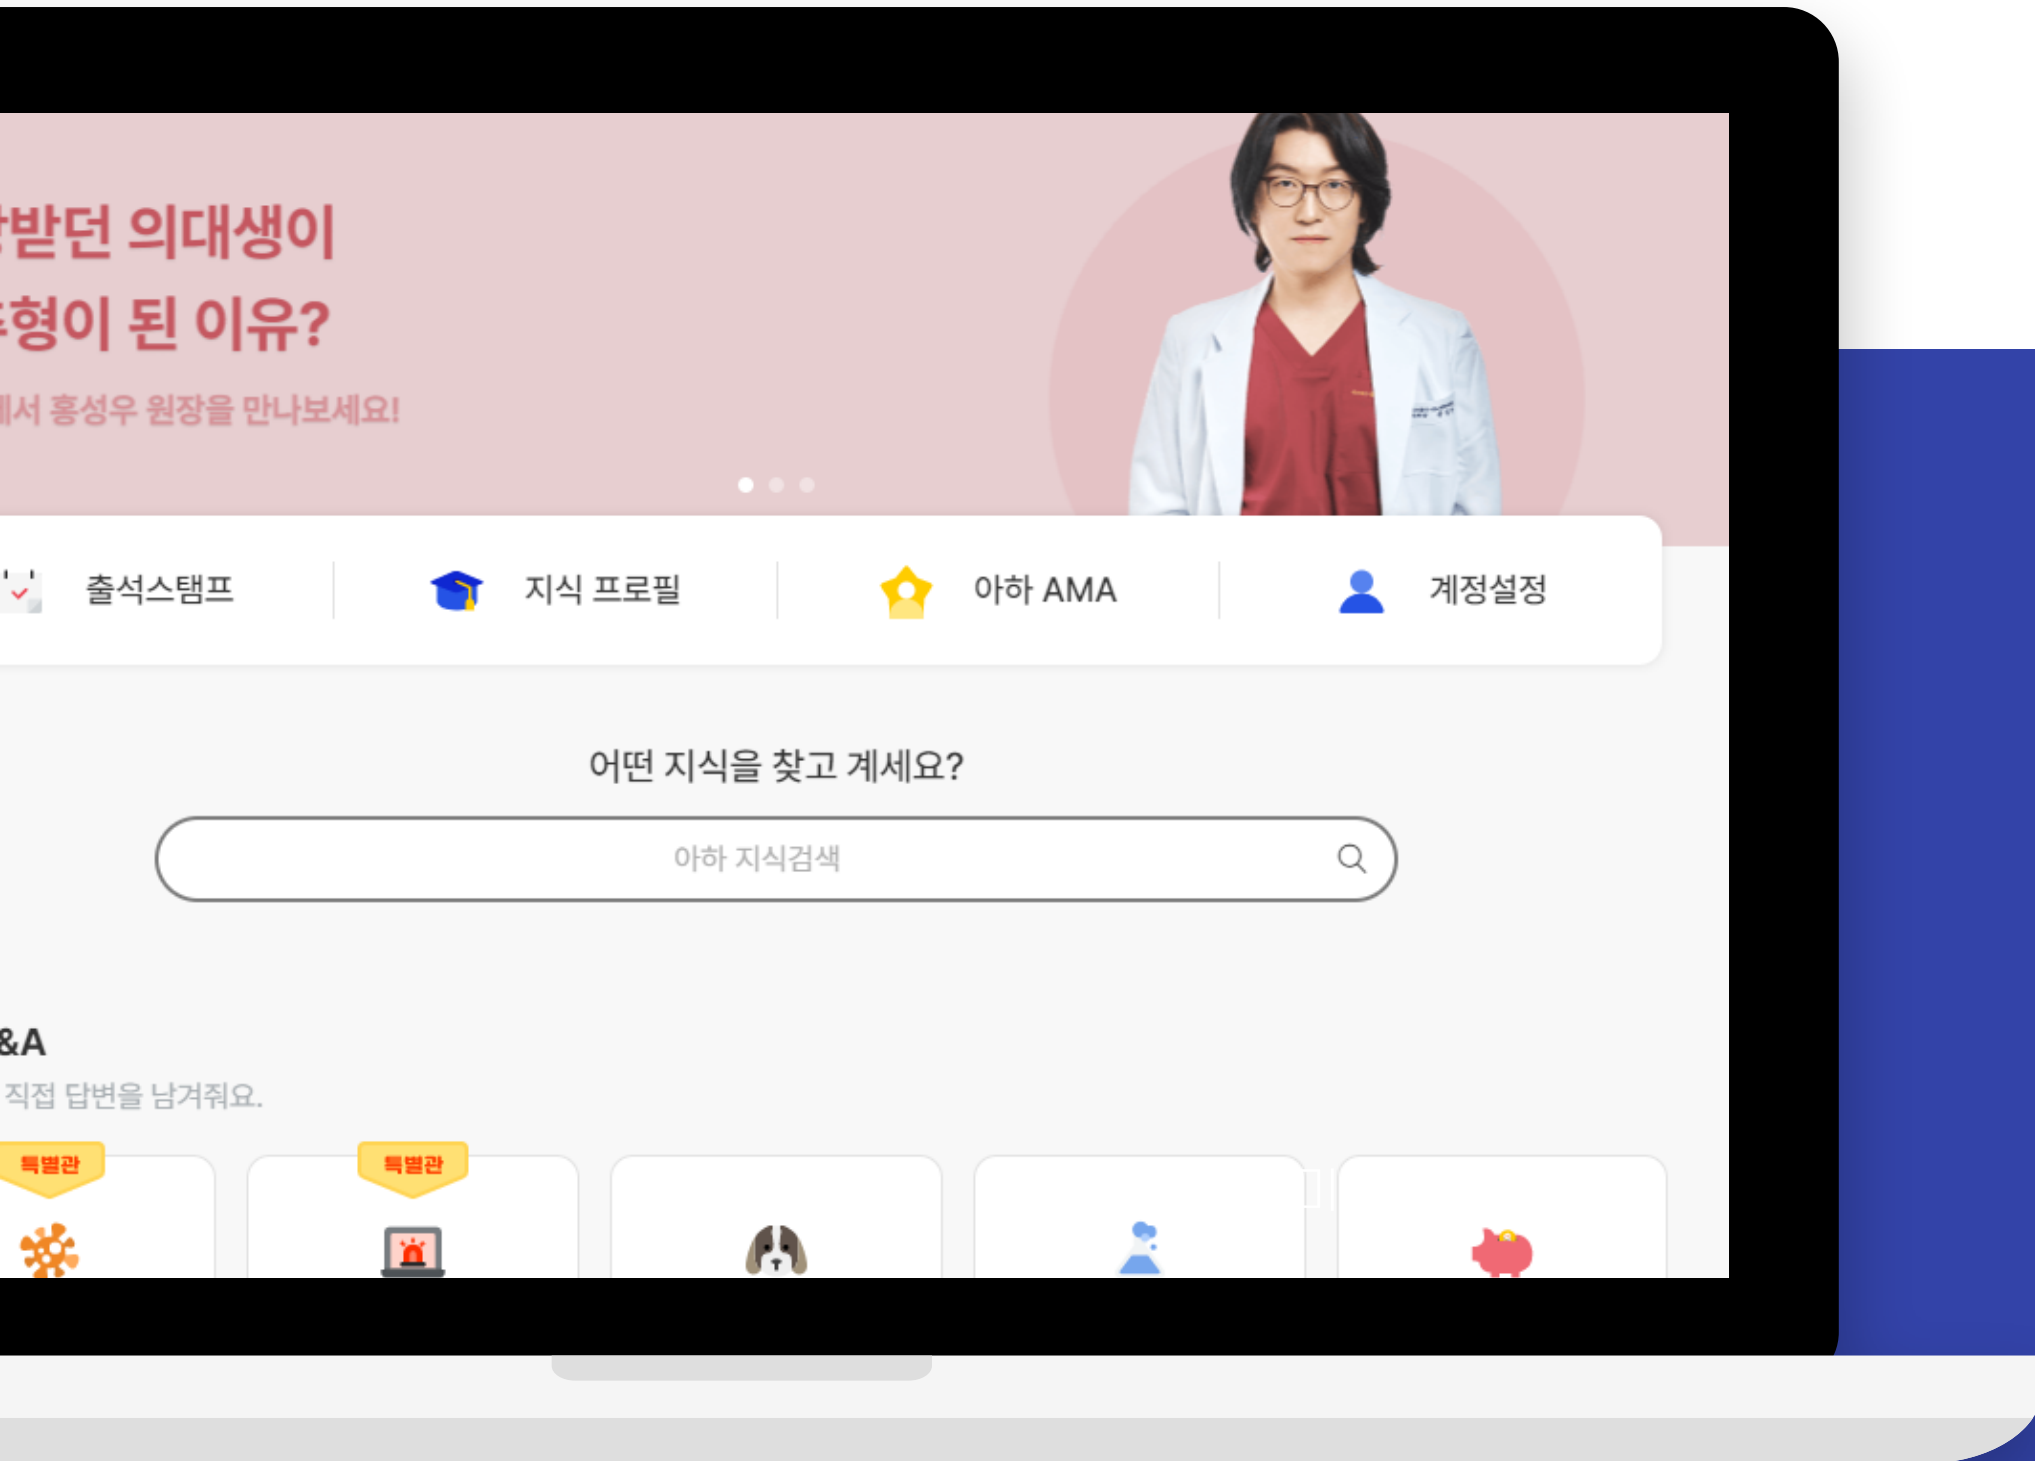 받던 의대생이
형이 된 이유?
에서 홍성우 원장을 만나보세요!
출석스탬프
지식 프로필
아하 AMA
계정설정
어떤 지식을 찾고 계세요?
아하 지식검색
&A
직접 답변을 남겨줘요.
특별관
특별관